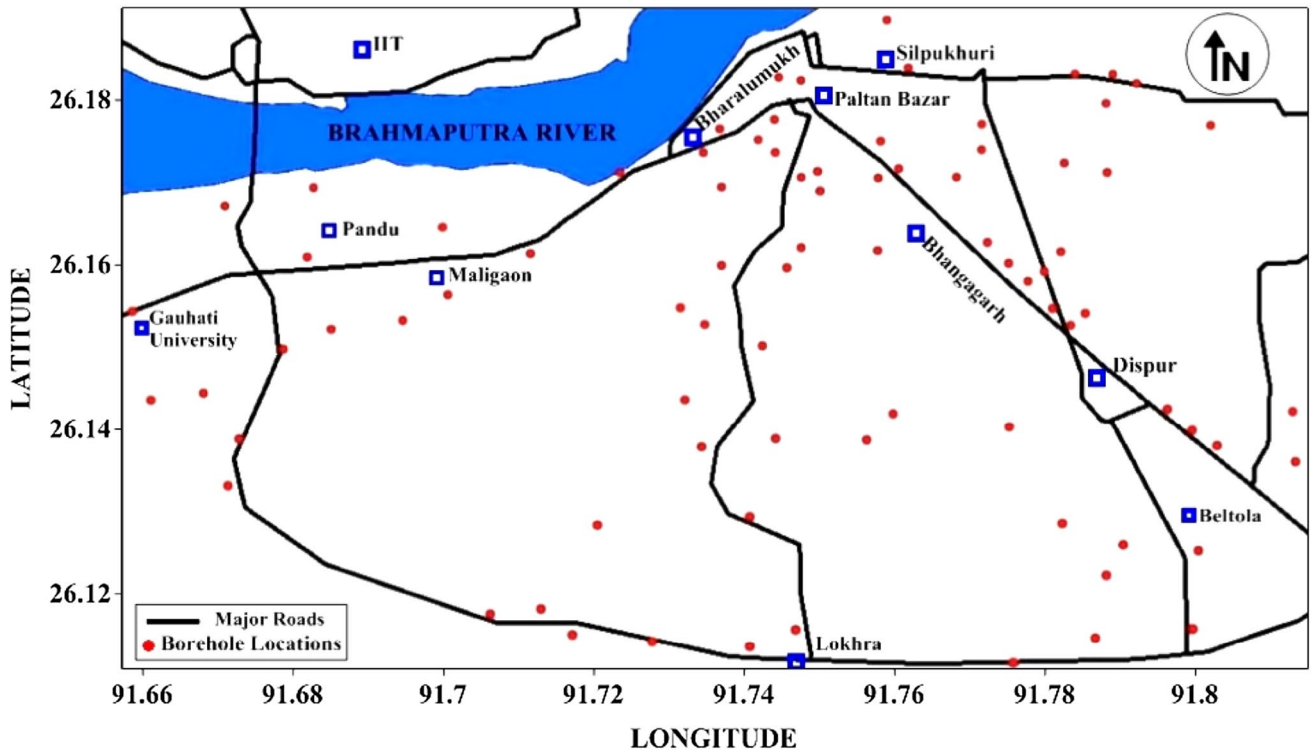 IIT
N
Silpukhuri
Bharalumukh
Paltan Bazar
BRAHMAPUTRA RIVER
Pandu
Bhangagarh
Maligaon
Gauhati
University
Dispur
Beltola
Lokhra
Major Roads
Borehole Locations
LATITUDE
26.18
26.16
26.14
26.12
91.66
91.68
91.7
91.72
91.74
91.76
91.78
91.8
LONGITUDE